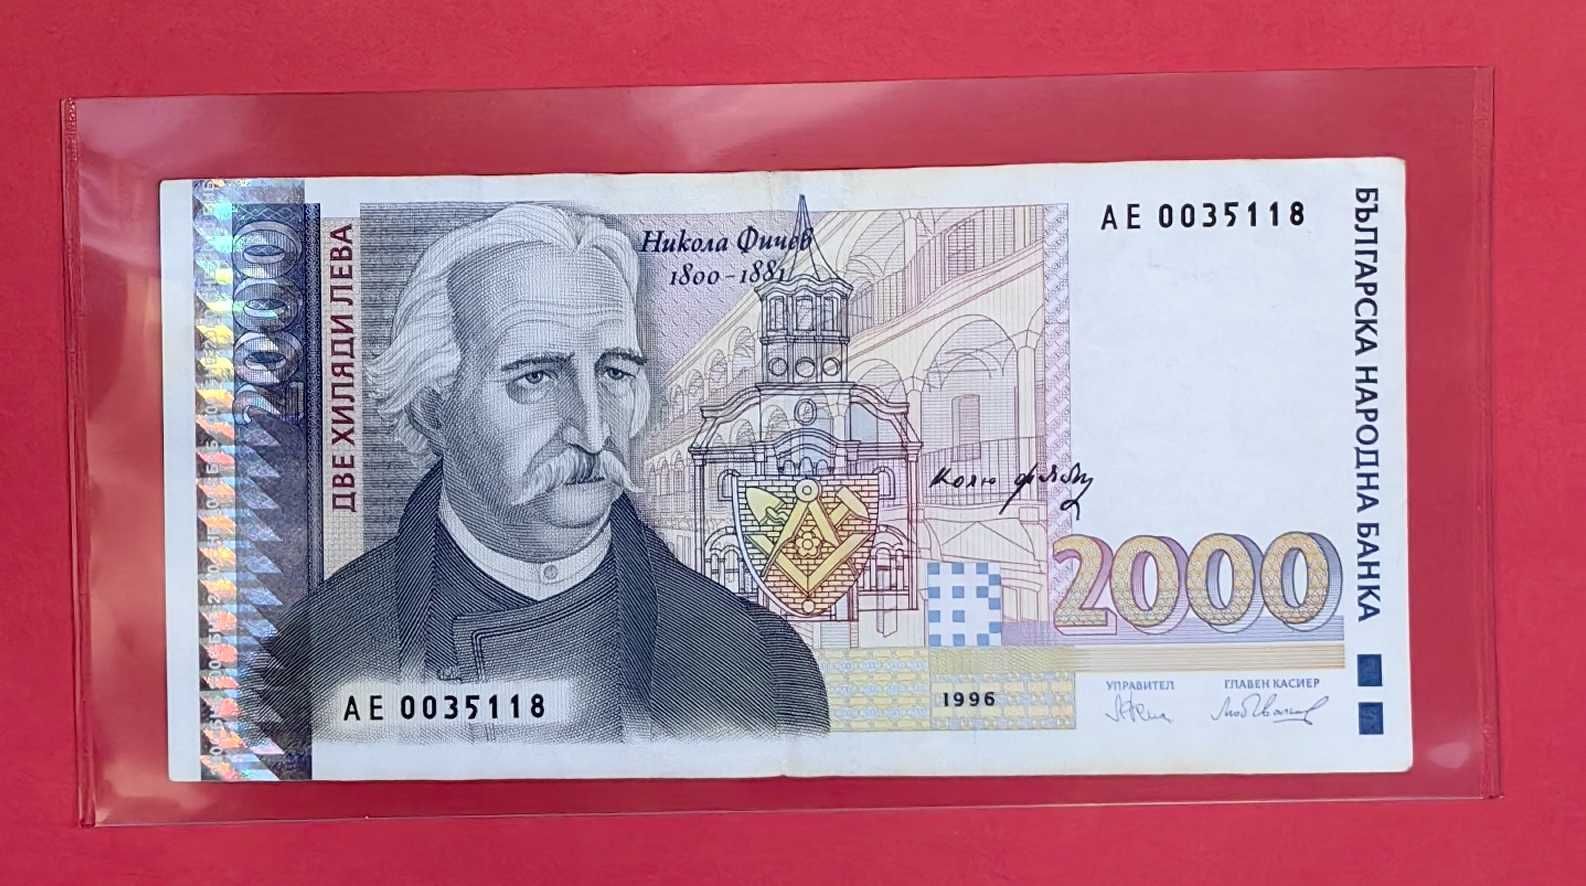 2000
ДВЕ ХИЛЯДИ ЛЕВА
Никола Фичев
1800-1881
АЕ 0035118
БЪЛГАРСКА НАРОДНА БАНКА
2000
1996
УПРАВИТЕЛ
ГЛАВЕН КАСИЕР
АЕ 0035118